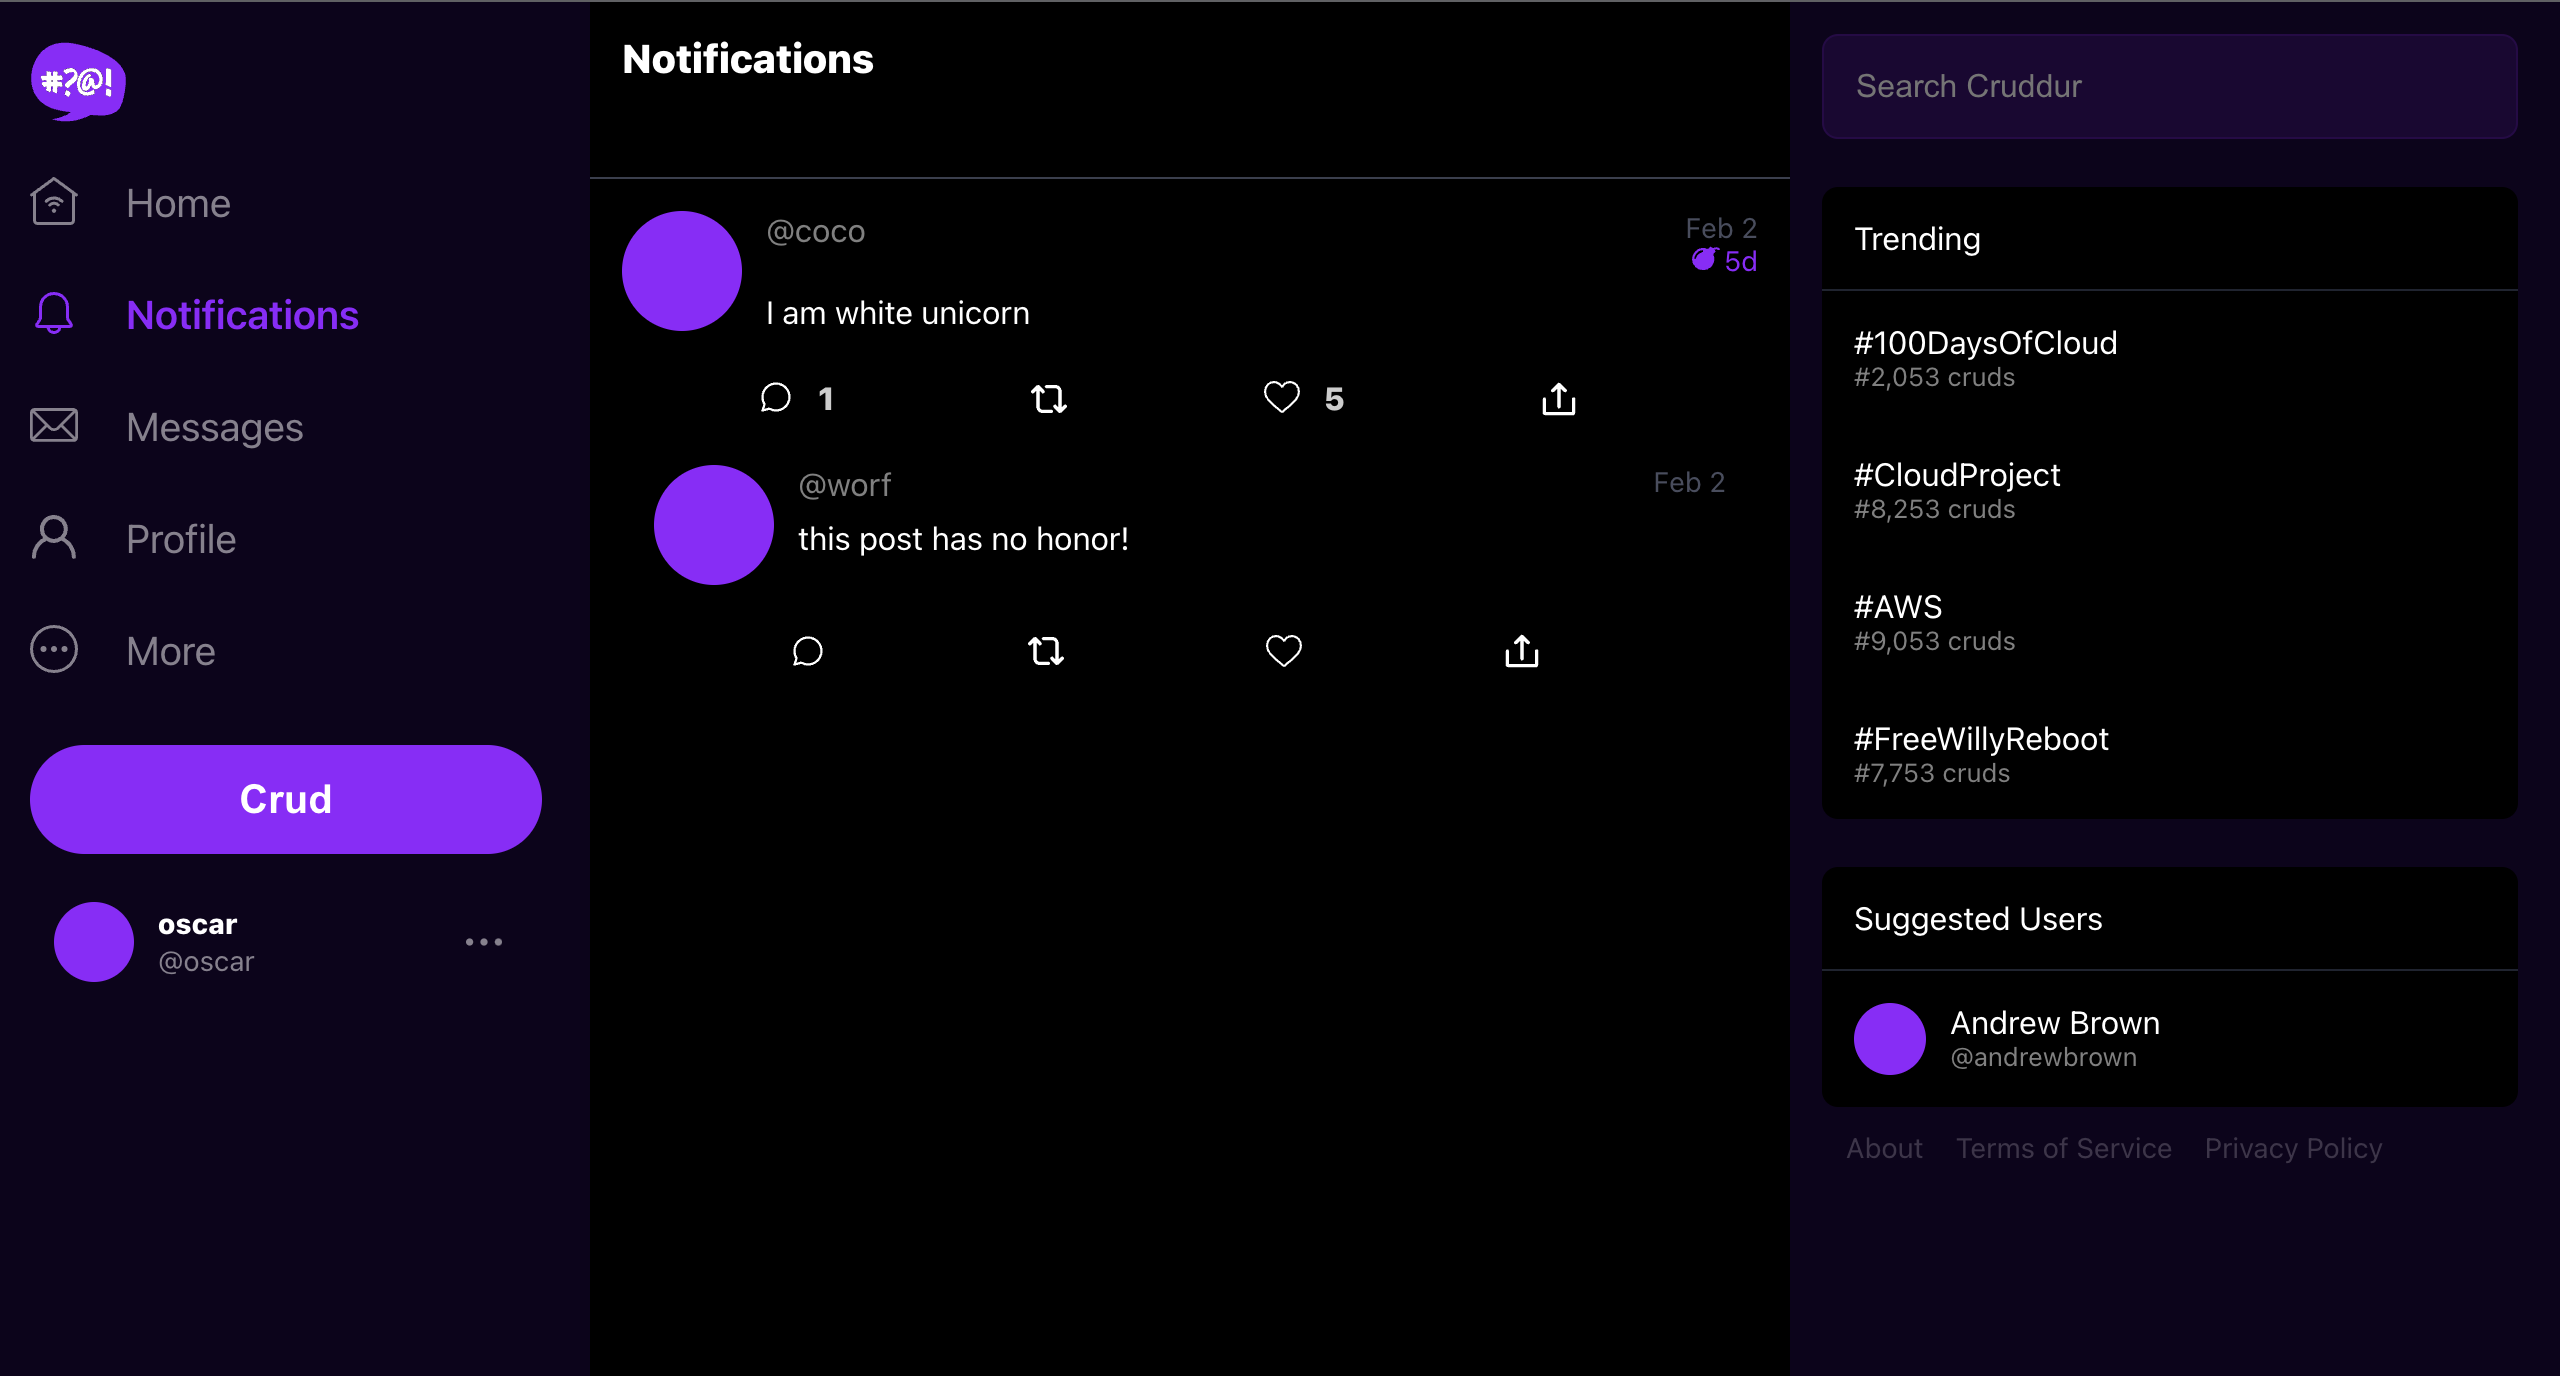 #?@!
Home
Notifications
Messages
Profile
More
Crud
oscar
@oscar
Notifications
@coco
Feb 2
5d
I am white unicorn
1
5
@worf
Feb 2
this post has no honor!
Search Cruddur
Trending
#100DaysOfCloud
#2,053 cruds
#CloudProject
#8,253 cruds
#AWS
#9,053 cruds
#FreeWillyReboot
#7,753 cruds
Suggested Users
Andrew Brown
@andrewbrown
About Terms of Service Privacy Policy